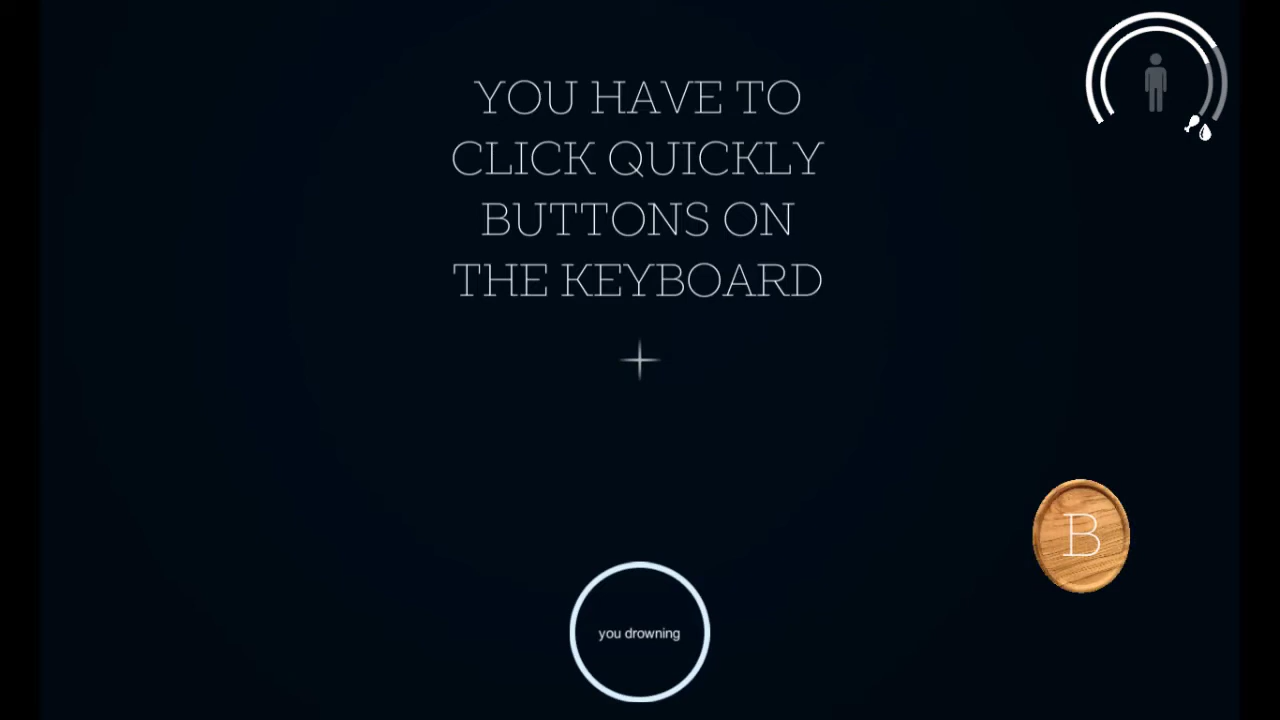 YOU HAVE TO
CLICK QUICKLY
BUTTONS ON
THE KEYBOARD
B
you drowning